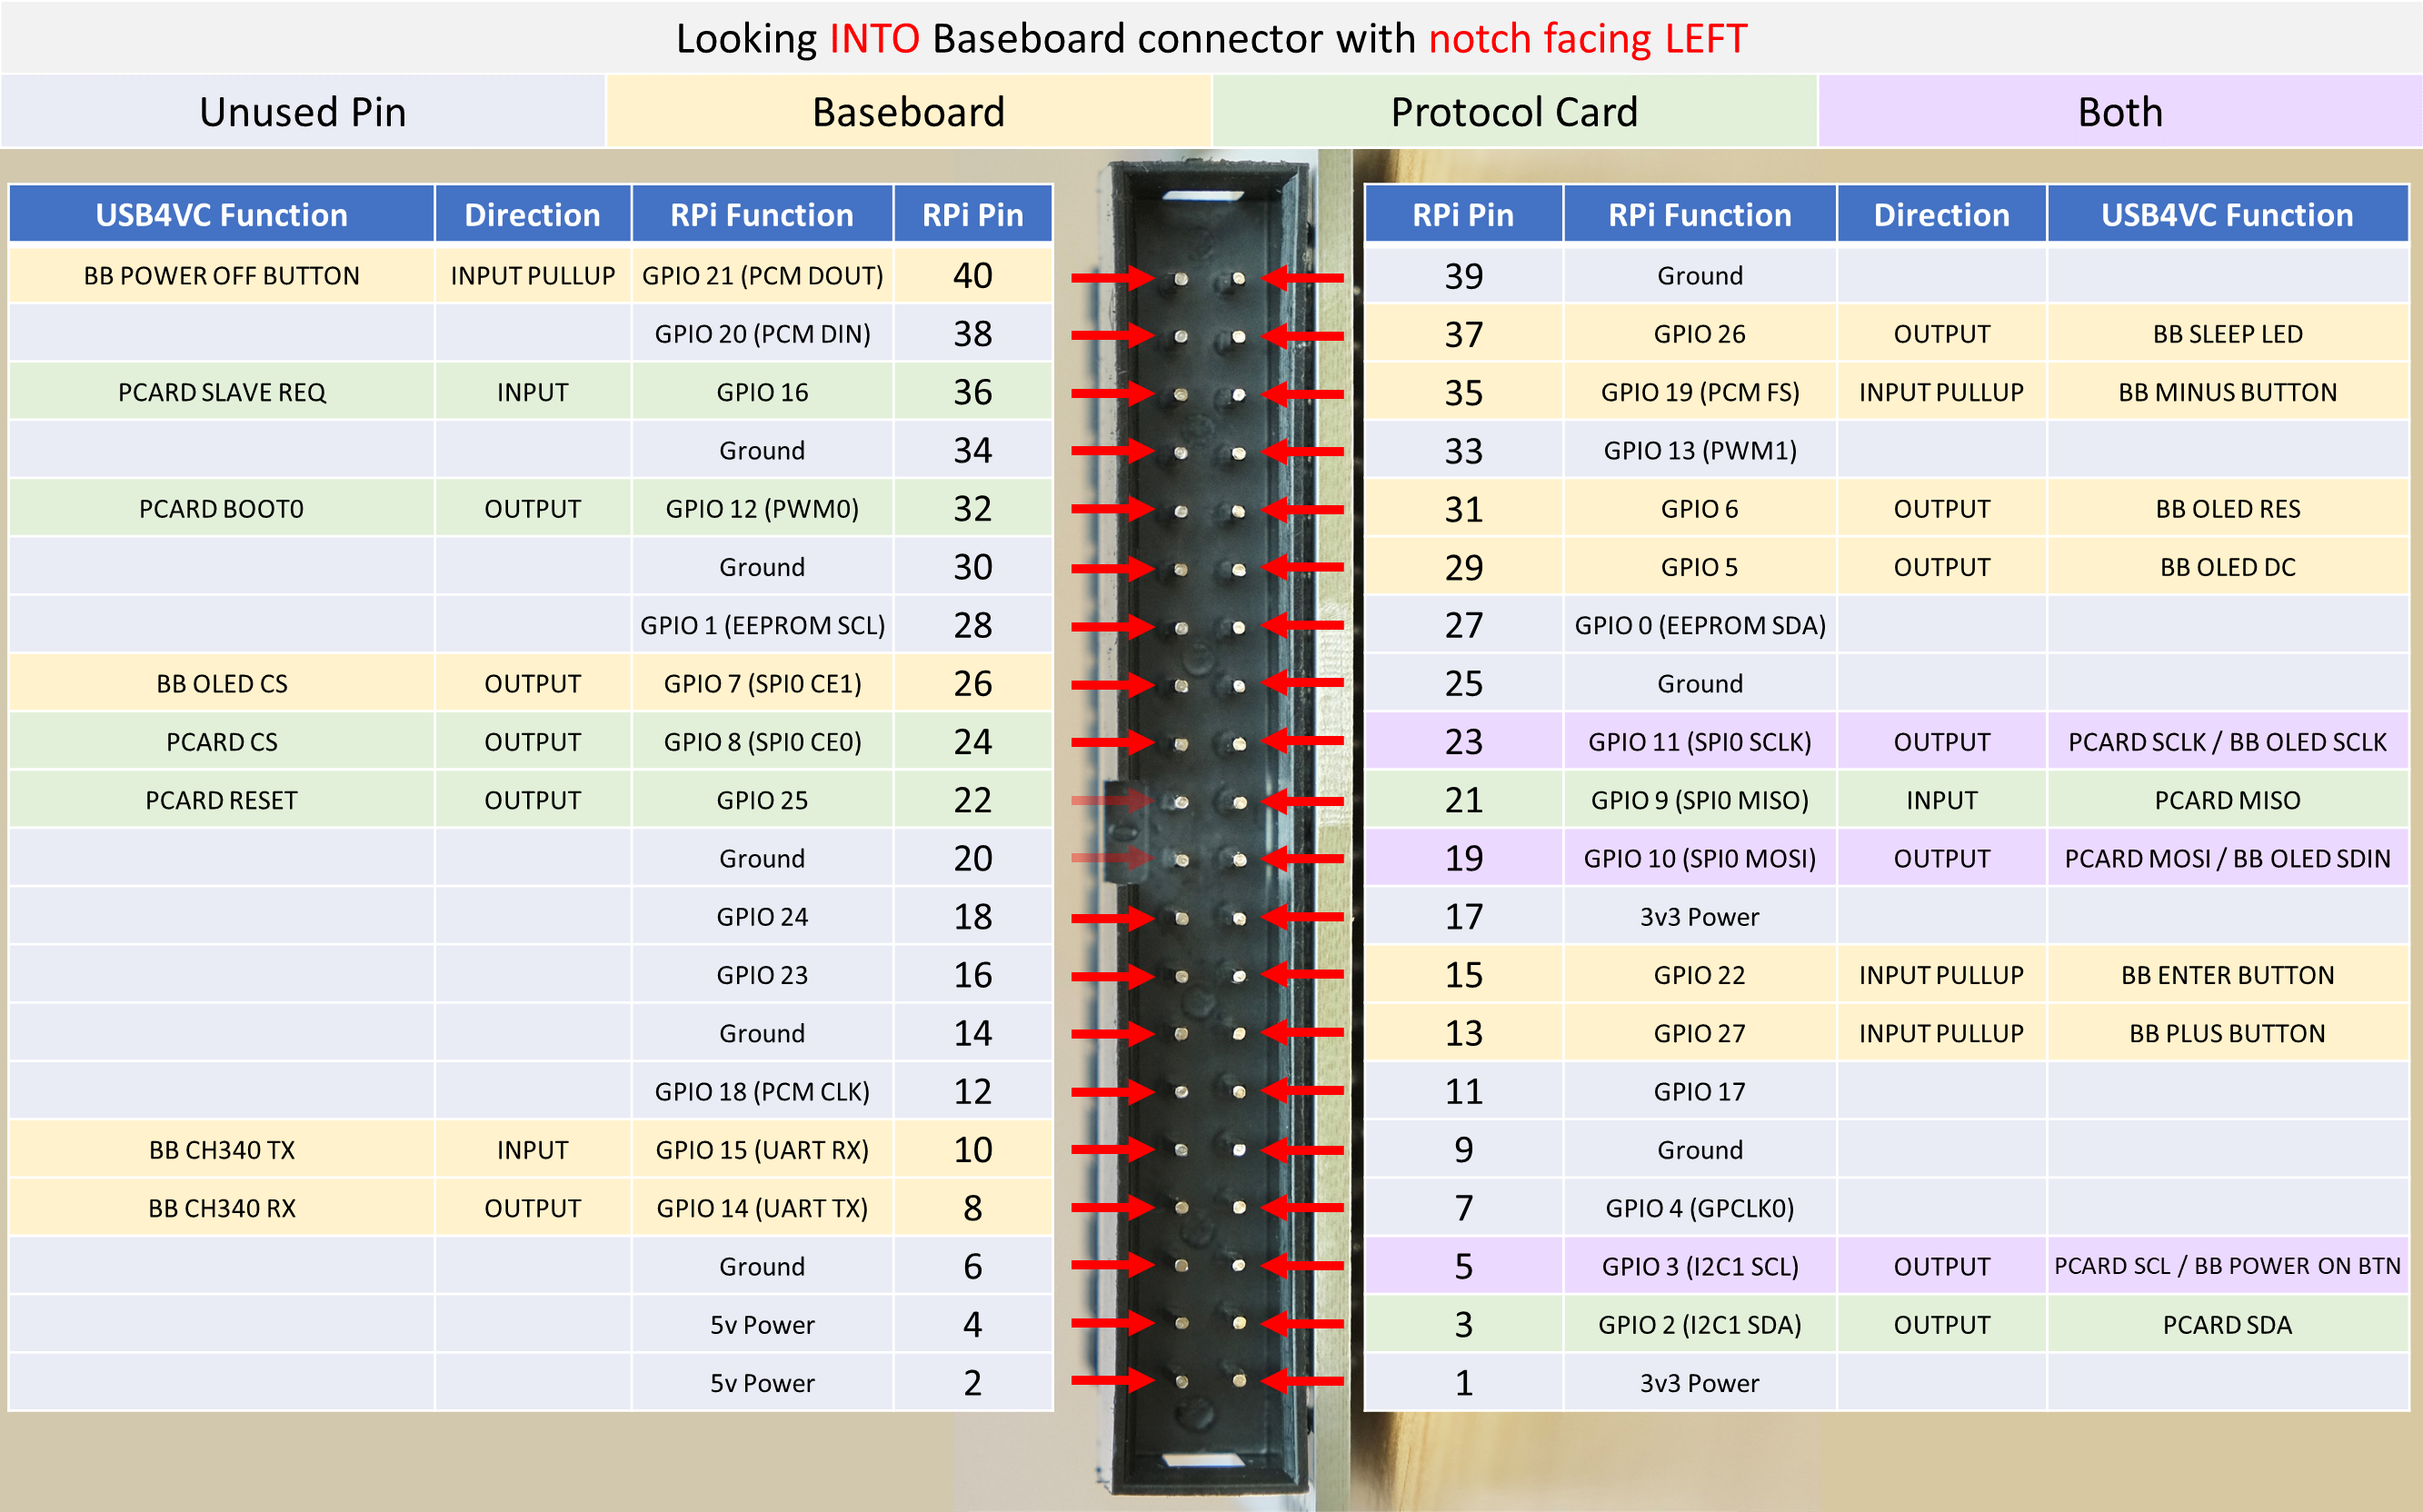 Looking INTO Baseboard connector with notch facing LEFT
Unused Pin Baseboard Protocol Card Both
USB4VC Function Direction RPi Function RPi Pin
BB POWER OFF BUTTON INPUT PULLUP GPIO 21 (PCM DOUT) 40
GPIO 20 (PCM DIN) 38
PCARD SLAVE REQ INPUT GPIO 16 36
Ground 34
PCARD BOOT0 OUTPUT GPIO 12 (PWM0) 32
Ground 30
GPIO 1 (EEPROM SCL) 28
BB OLED CS OUTPUT GPIO 7 (SPI0 CE1) 26
PCARD CS OUTPUT GPIO 8 (SPI0 CE0) 24
PCARD RESET OUTPUT GPIO 25 22
Ground 20
GPIO 24 18
GPIO 23 16
Ground 14
GPIO 18 (PCM CLK) 12
BB CH340 TX INPUT GPIO 15 (UART RX) 10
BB CH340 RX OUTPUT GPIO 14 (UART TX) 8
Ground 6
5v Power 4
5v Power 2
RPi Pin RPi Function Direction USB4VC Function
39 Ground
37 GPIO 26 OUTPUT BB SLEEP LED
35 GPIO 19 (PCM FS) INPUT PULLUP BB MINUS BUTTON
33 GPIO 13 (PWM1)
31 GPIO 6 OUTPUT BB OLED RES
29 GPIO 5 OUTPUT BB OLED DC
27 GPIO 0 (EEPROM SDA)
25 Ground
23 GPIO 11 (SPI0 SCLK) OUTPUT PCARD SCLK / BB OLED SCLK
21 GPIO 9 (SPI0 MISO) INPUT PCARD MISO
19 GPIO 10 (SPI0 MOSI) OUTPUT PCARD MOSI / BB OLED SDIN
17 3v3 Power
15 GPIO 22 INPUT PULLUP BB ENTER BUTTON
13 GPIO 27 INPUT PULLUP BB PLUS BUTTON
11 GPIO 17
9 Ground
7 GPIO 4 (GPCLK0)
5 GPIO 3 (I2C1 SCL) OUTPUT PCARD SCL / BB POWER ON BTN
3 GPIO 2 (I2C1 SDA) OUTPUT PCARD SDA
1 3v3 Power